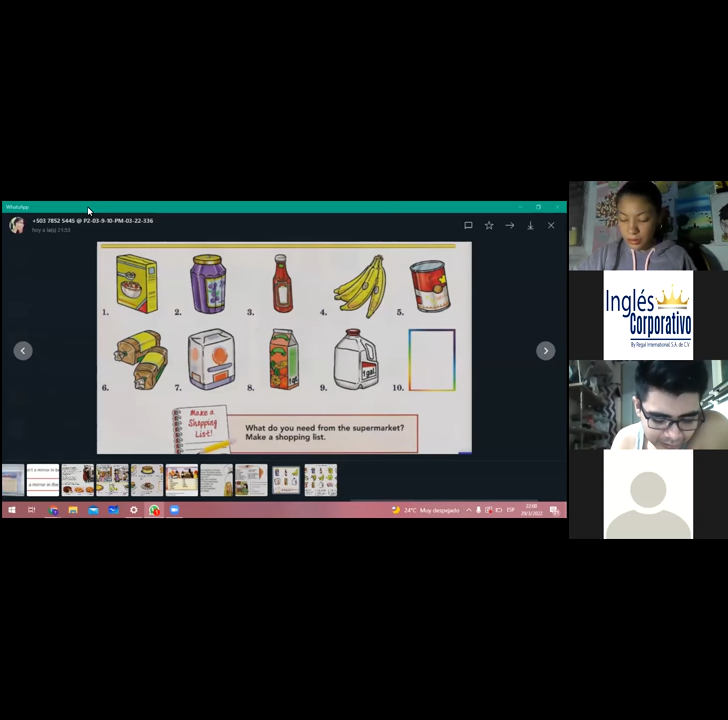 WhatsApp
+503 7852 5445 @ P2-03-9-10-PM-03-22-336
hoy a la(s) 21:53
1.
2.
3.
4.
5.
6.
7.
8.
1 qt.
9.
1 gal.
10.
Make a
Shopping
List!
What do you need from the supermarket?
Make a shopping list.
24°C Muy despejado
ESP
22:00
29/3/2022
Inglés
Corporativo
By Regal International S.A. de C.V.